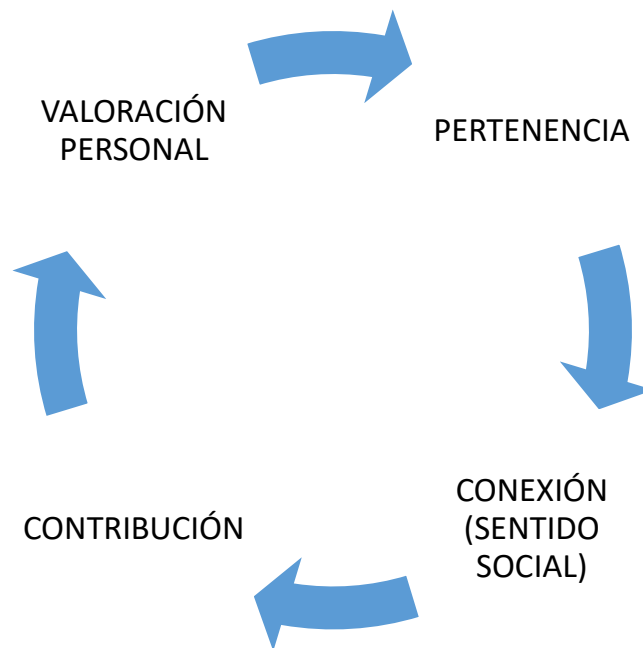 VALORACIÓN
PERSONAL
PERTENENCIA
CONEXIÓN
(SENTIDO
SOCIAL)
CONTRIBUCIÓN